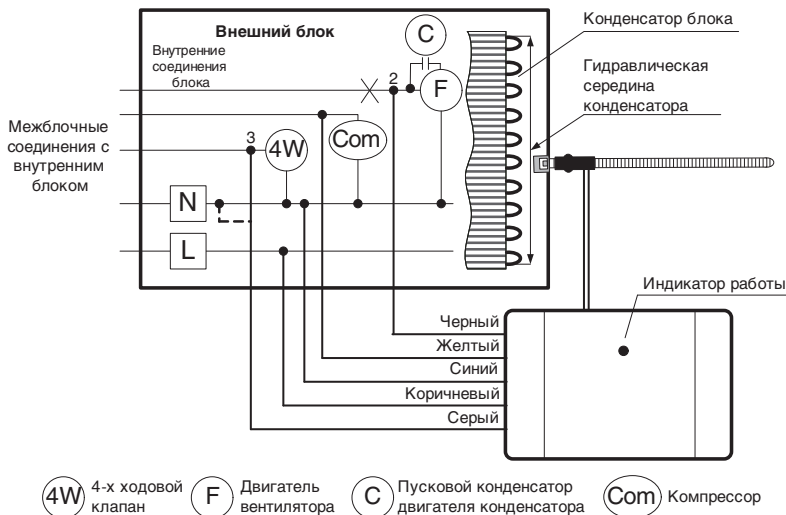 Внешний блок
Внутренние
соединения
блока
C
2
F
Конденсатор блока
Гидравлическая
середина
конденсатора
Межблочные
соединения с
внутренним
блоком
3
4W
Com
N
L
Индикатор работы
Черный
Желтый
Синий
Коричневый
Серый
4W
4-х ходовой
клапан
F
Двигатель
вентилятора
C
Пусковой конденсатор
двигателя конденсатора
Com
Компрессор